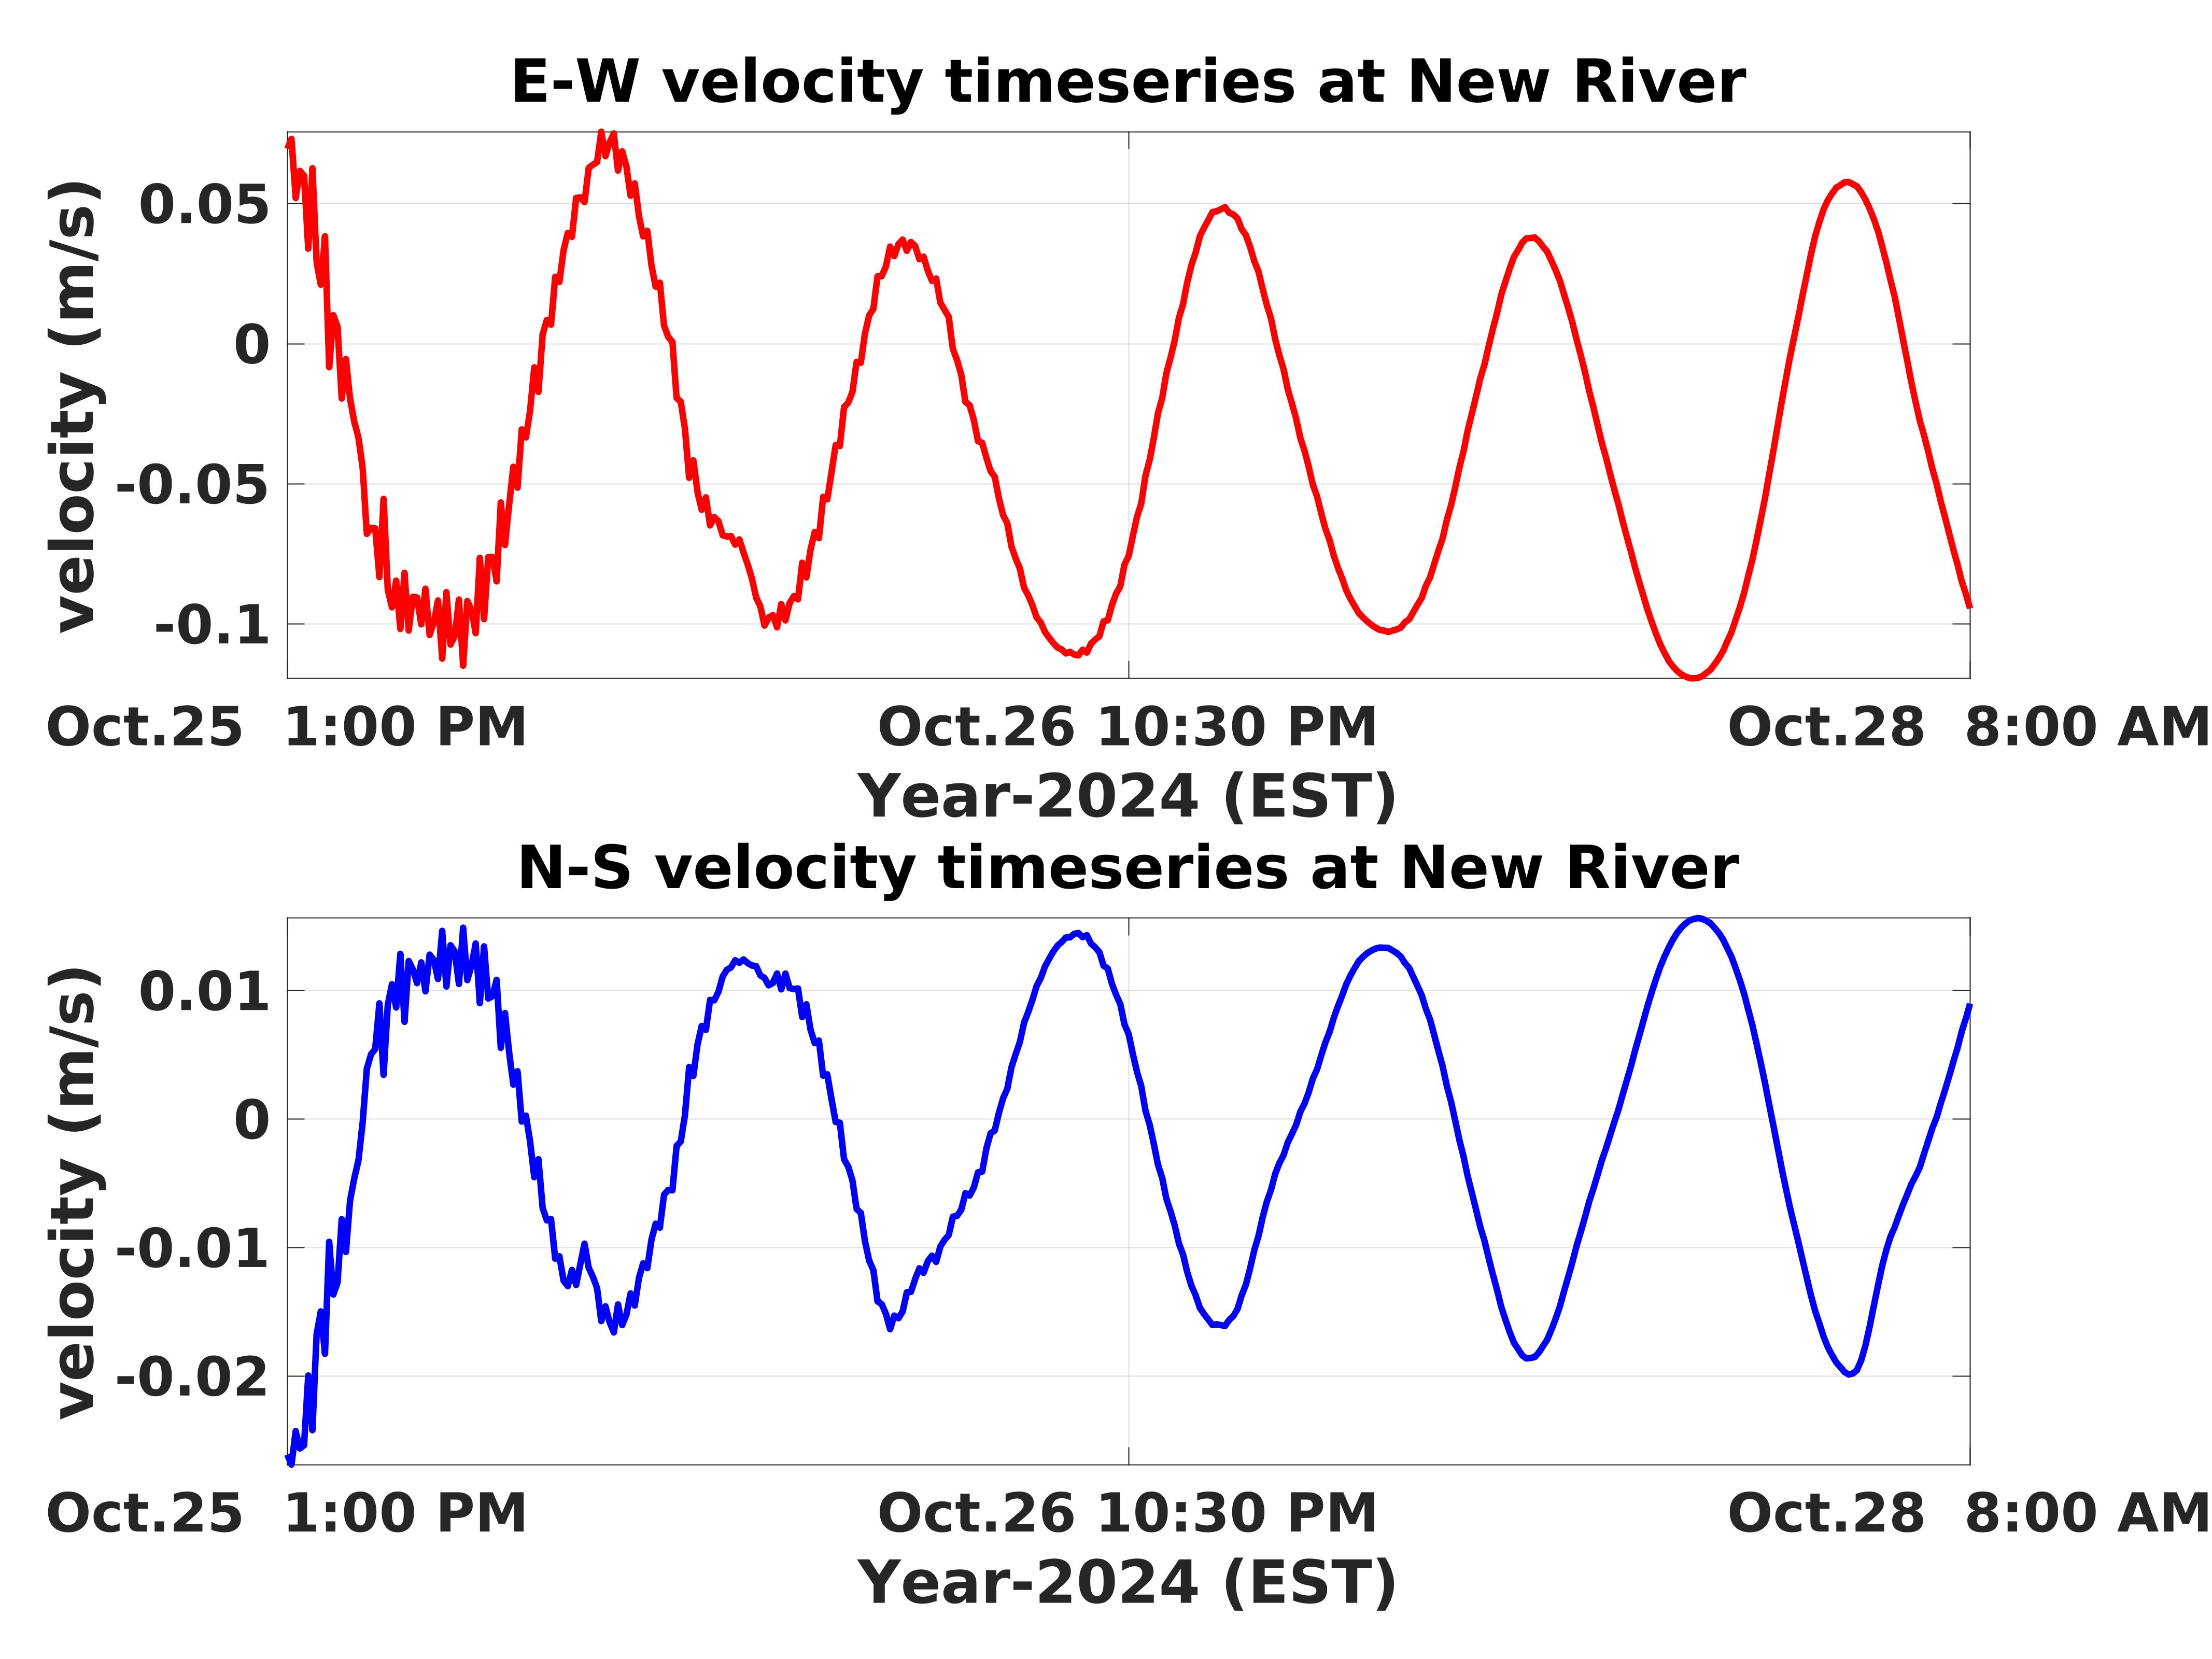 E-W velocity timeseries at New River
velocity (m/s)
0.05
0
-0.05
-0.1
Oct.25  1:00 PM
Oct.26 10:30 PM
Oct.28  8:00 AM
Year-2024 (EST)
N-S velocity timeseries at New River
velocity (m/s)
0.01
0
-0.01
-0.02
Oct.25  1:00 PM
Oct.26 10:30 PM
Oct.28  8:00 AM
Year-2024 (EST)